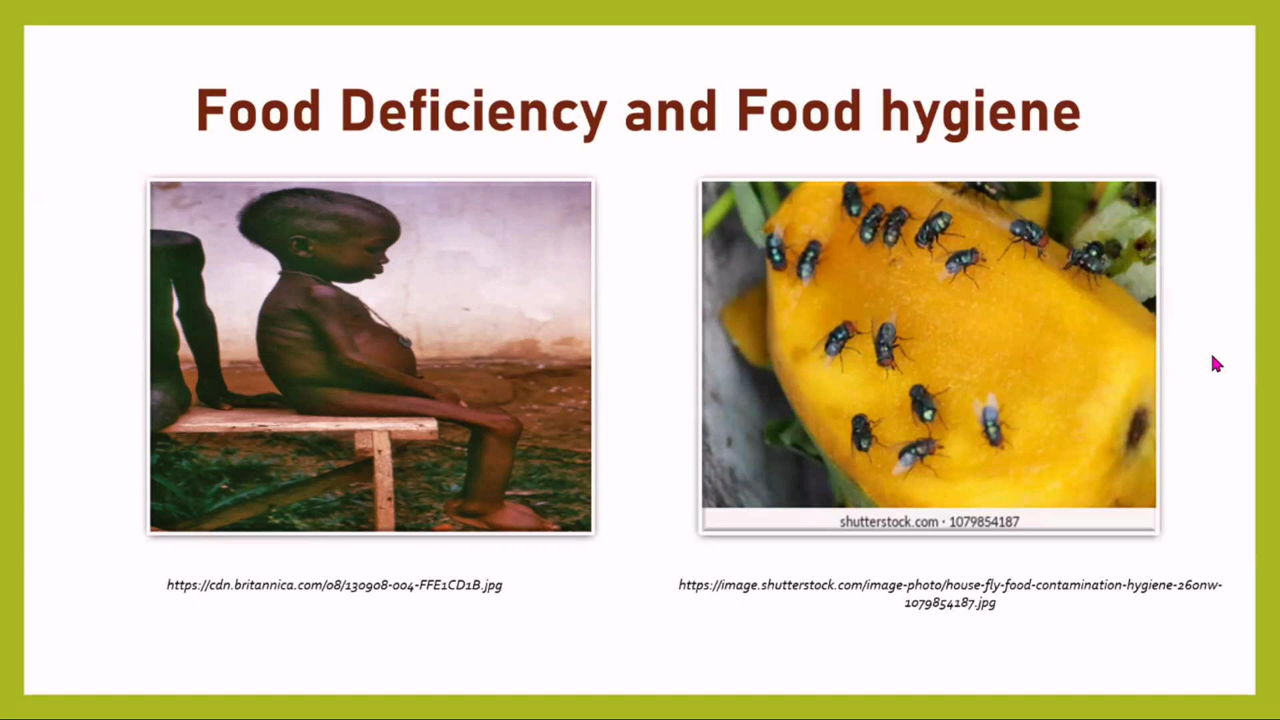 Food Deficiency and Food hygiene
shutterstock.com · 1079854187
https://cdn.britannica.com/08/130908-004-FFE1CD1B.jpg
https://image.shutterstock.com/image-photo/house-fly-food-contamination-hygiene-260nw-
1079854187.jpg